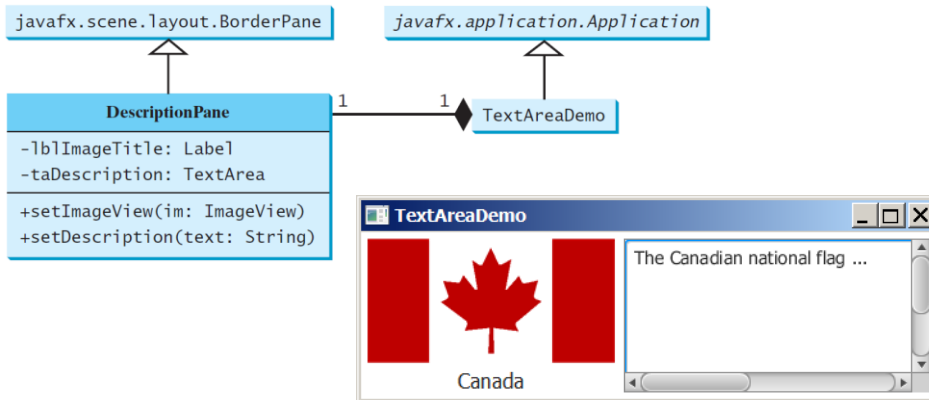 javafx.scene.layout.BorderPane
javafx.application.Application
DescriptionPane
1
1
TextAreaDemo
-lblImageTitle: Label
-taDescription: TextArea
+setImageView(im: ImageView)
+setDescription(text: String)
TextAreaDemo
The Canadian national flag ...
Canada